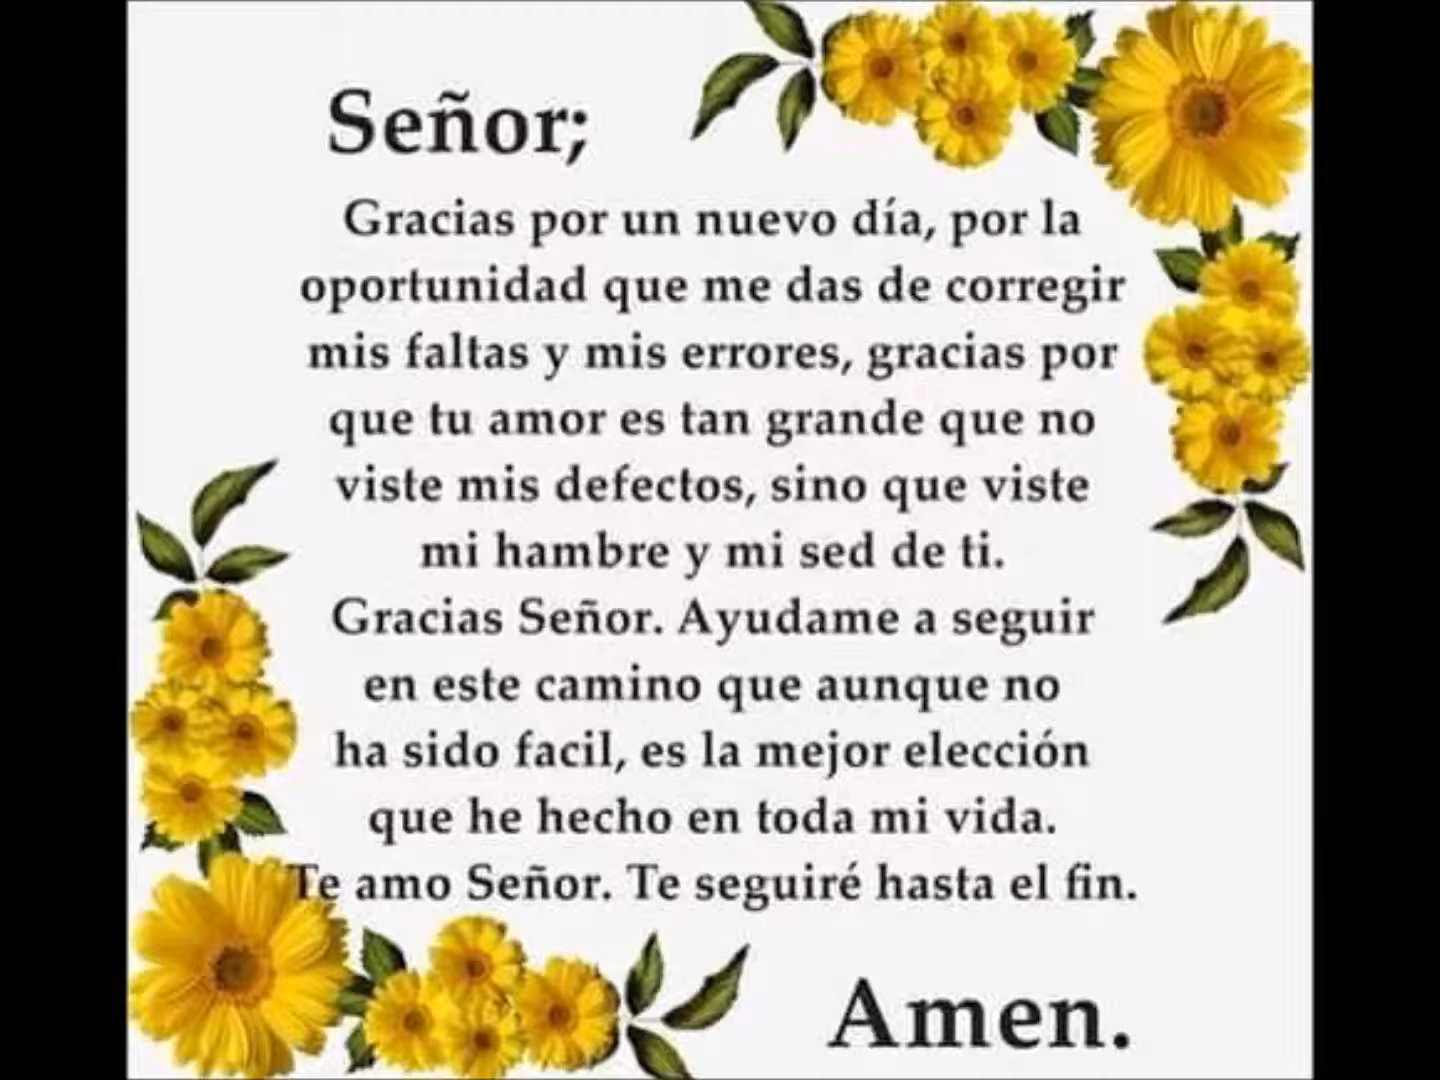 Señor;
Gracias por un nuevo día, por la
oportunidad que me das de corregir
mis faltas y mis errores, gracias por
que tu amor es tan grande que no
viste mis defectos, sino que viste
mi hambre y mi sed de ti.
Gracias Señor. Ayudame a seguir
en este camino que aunque no
ha sido facil, es la mejor elección
que he hecho en toda mi vida.
Te amo Señor. Te seguiré hasta el fin.
Amen.